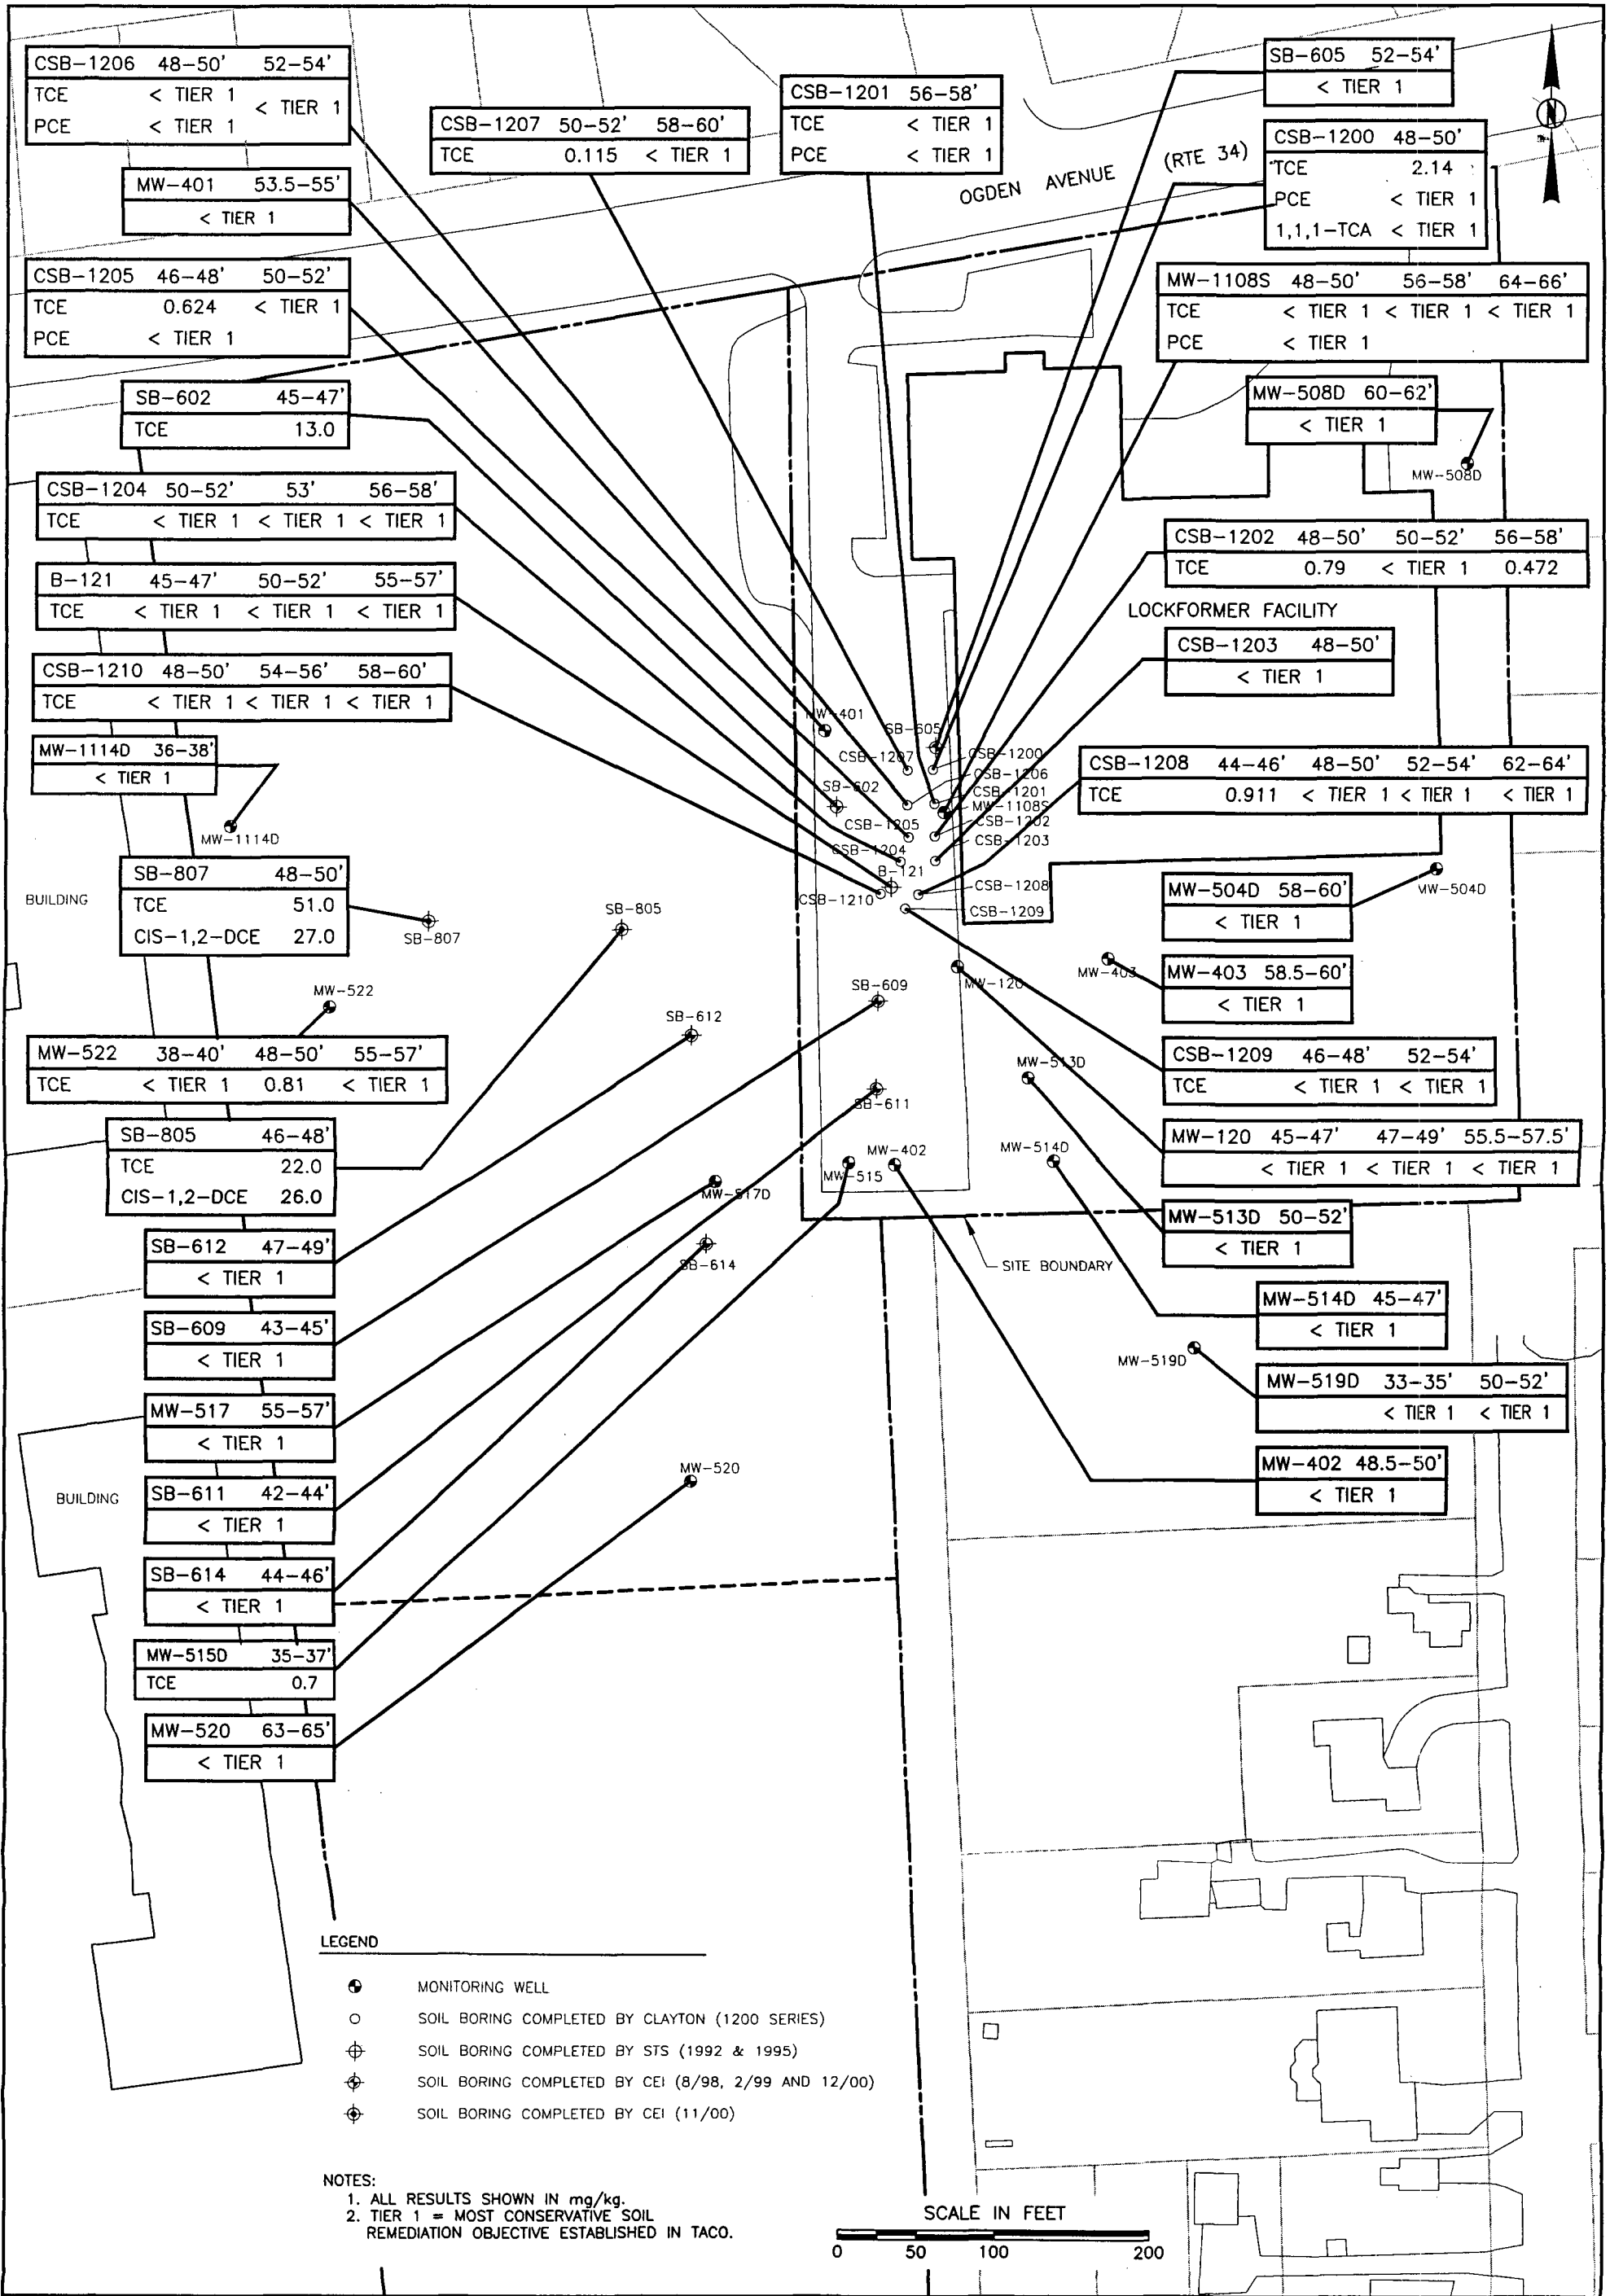 CSB-1206 48-50' 52-54'
TCE < TIER 1 < TIER 1
PCE < TIER 1
CSB-1207 50-52' 58-60'
TCE 0.115 < TIER 1
CSB-1201 56-58'
TCE < TIER 1
PCE < TIER 1
SB-605 52-54'
< TIER 1
N
CSB-1200 48-50'
TCE 2.14
PCE < TIER 1
1,1,1-TCA < TIER 1
OGDEN AVENUE (RTE 34)
MW-401 53.5-55'
< TIER 1
CSB-1205 46-48' 50-52'
TCE 0.624 < TIER 1
PCE < TIER 1
MW-1108S 48-50' 56-58' 64-66'
TCE < TIER 1 < TIER 1 < TIER 1
PCE < TIER 1
SB-602 45-47'
TCE 13.0
MW-508D 60-62'
< TIER 1
MW-508D
CSB-1204 50-52' 53' 56-58'
TCE < TIER 1 < TIER 1 < TIER 1
CSB-1202 48-50' 50-52' 56-58'
TCE 0.79 < TIER 1 0.472
B-121 45-47' 50-52' 55-57'
TCE < TIER 1 < TIER 1 < TIER 1
LOCKFORMER FACILITY
CSB-1203 48-50'
< TIER 1
CSB-1210 48-50' 54-56' 58-60'
TCE < TIER 1 < TIER 1 < TIER 1
MW-1114D 36-38'
< TIER 1
MW-1114D
MW-401
SB-605
CSB-1207
CSB-1200
CSB-1206
SB-602
CSB-1201
MW-1108S
CSB-1205
CSB-1202
CSB-1204
CSB-1203
B-121
CSB-1210
CSB-1208
CSB-1209
CSB-1208 44-46' 48-50' 52-54' 62-64'
TCE 0.911 < TIER 1 < TIER 1 < TIER 1
BUILDING
SB-807 48-50'
TCE 51.0
CIS-1,2-DCE 27.0
SB-807
SB-805
MW-504D 58-60'
< TIER 1
MW-504D
MW-403
MW-403 58.5-60'
< TIER 1
MW-120
MW-522
SB-609
SB-612
MW-522 38-40' 48-50' 55-57'
TCE < TIER 1 0.81 < TIER 1
CSB-1209 46-48' 52-54'
TCE < TIER 1 < TIER 1
MW-513D
SB-611
SB-805 46-48'
TCE 22.0
CIS-1,2-DCE 26.0
MW-120 45-47' 47-49' 55.5-57.5'
< TIER 1 < TIER 1 < TIER 1
MW-402
MW-515
MW-514D
MW-517D
MW-513D 50-52'
< TIER 1
SB-612 47-49'
< TIER 1
SB-614
SITE BOUNDARY
MW-514D 45-47'
< TIER 1
SB-609 43-45'
< TIER 1
MW-519D
MW-519D 33-35' 50-52'
< TIER 1 < TIER 1
MW-517 55-57'
< TIER 1
MW-402 48.5-50'
< TIER 1
MW-520
BUILDING
SB-611 42-44'
< TIER 1
SB-614 44-46'
< TIER 1
MW-515D 35-37'
TCE 0.7
MW-520 63-65'
< TIER 1
LEGEND
MONITORING WELL
SOIL BORING COMPLETED BY CLAYTON (1200 SERIES)
SOIL BORING COMPLETED BY STS (1992 & 1995)
SOIL BORING COMPLETED BY CEI (8/98, 2/99 AND 12/00)
SOIL BORING COMPLETED BY CEI (11/00)
NOTES:
1. ALL RESULTS SHOWN IN mg/kg.
2. TIER 1 = MOST CONSERVATIVE SOIL
REMEDIATION OBJECTIVE ESTABLISHED IN TACO.
SCALE IN FEET
0 50 100 200